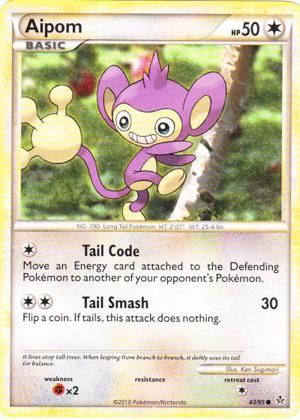 Aipom HP 50
BASIC
NO. 190 Long Tail Pokémon HT. 2'07" WT. 25.4 lbs.
Tail Code
Move an Energy card attached to the Defending
Pokémon to another of your opponent's Pokémon.
Tail Smash 30
Flip a coin. If tails, this attack does nothing.
Illus. Ken Sugimori
It lives atop tall trees. When leaping from branch to branch, it deftly uses its tail
for balance.
weakness resistance retreat cost
×2
©2010 Pokémon/Nintendo 43/95